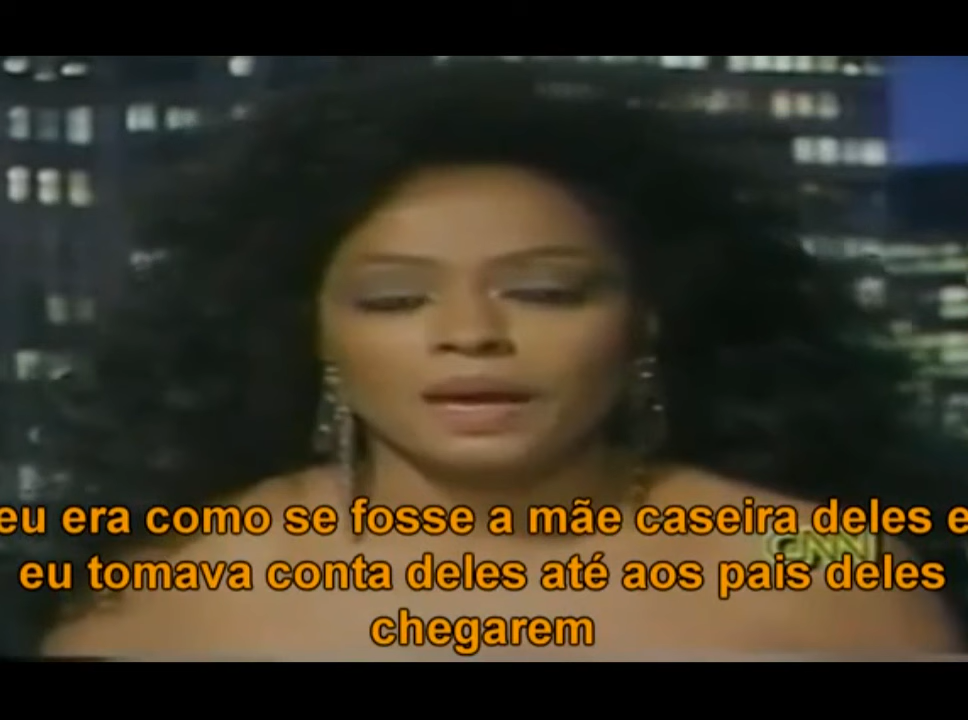 eu era como se fosse a mãe caseira deles e
CNN
eu tomava conta deles até aos pais deles
chegarem